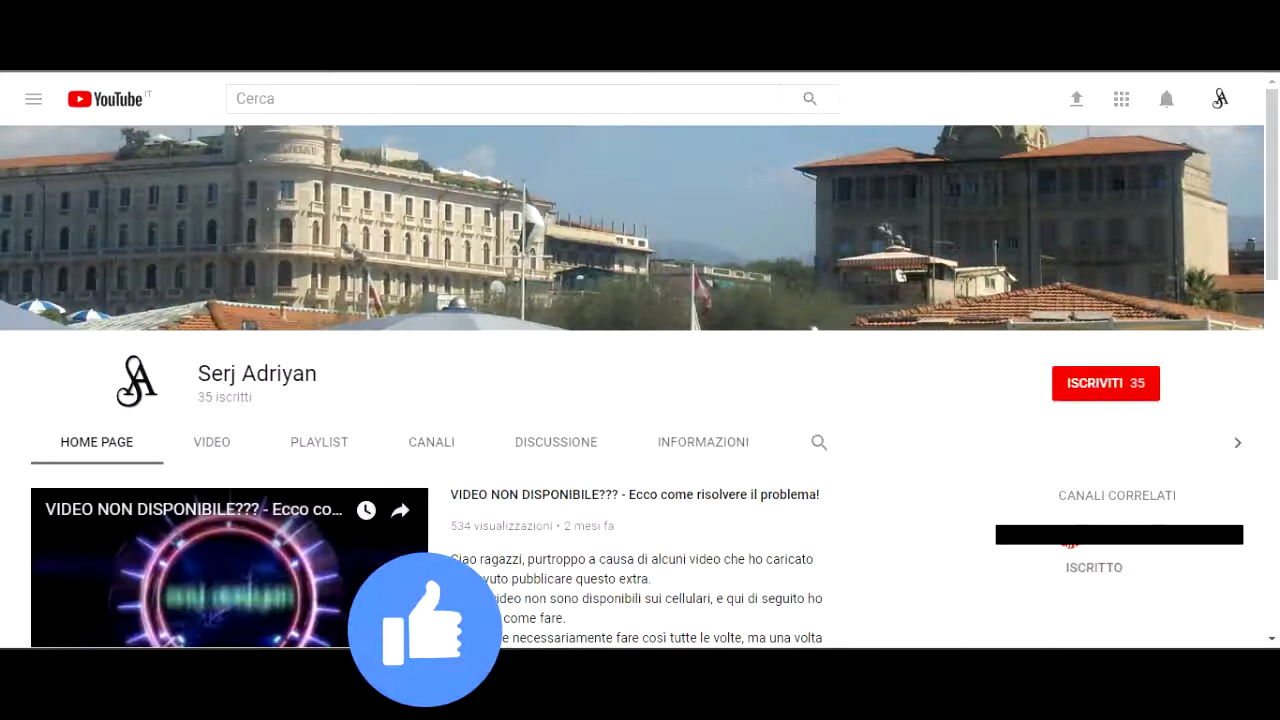 YouTube IT
Cerca
Serj Adriyan
35 iscritti
ISCRIVITI 35
HOME PAGE VIDEO PLAYLIST CANALI DISCUSSIONE INFORMAZIONI
VIDEO NON DISPONIBILE??? - Ecco co...
VIDEO NON DISPONIBILE??? - Ecco come risolvere il problema!
534 visualizzazioni • 2 mesi fa
Ciao ragazzi, purtroppo a causa di alcuni video che ho caricato
pubblicare questo extra.
non sono disponibili sui cellulari, e qui di seguito ho
come fare.
necessariamente fare così tutte le volte, ma una volta
CANALI CORRELATI
ISCRITTO